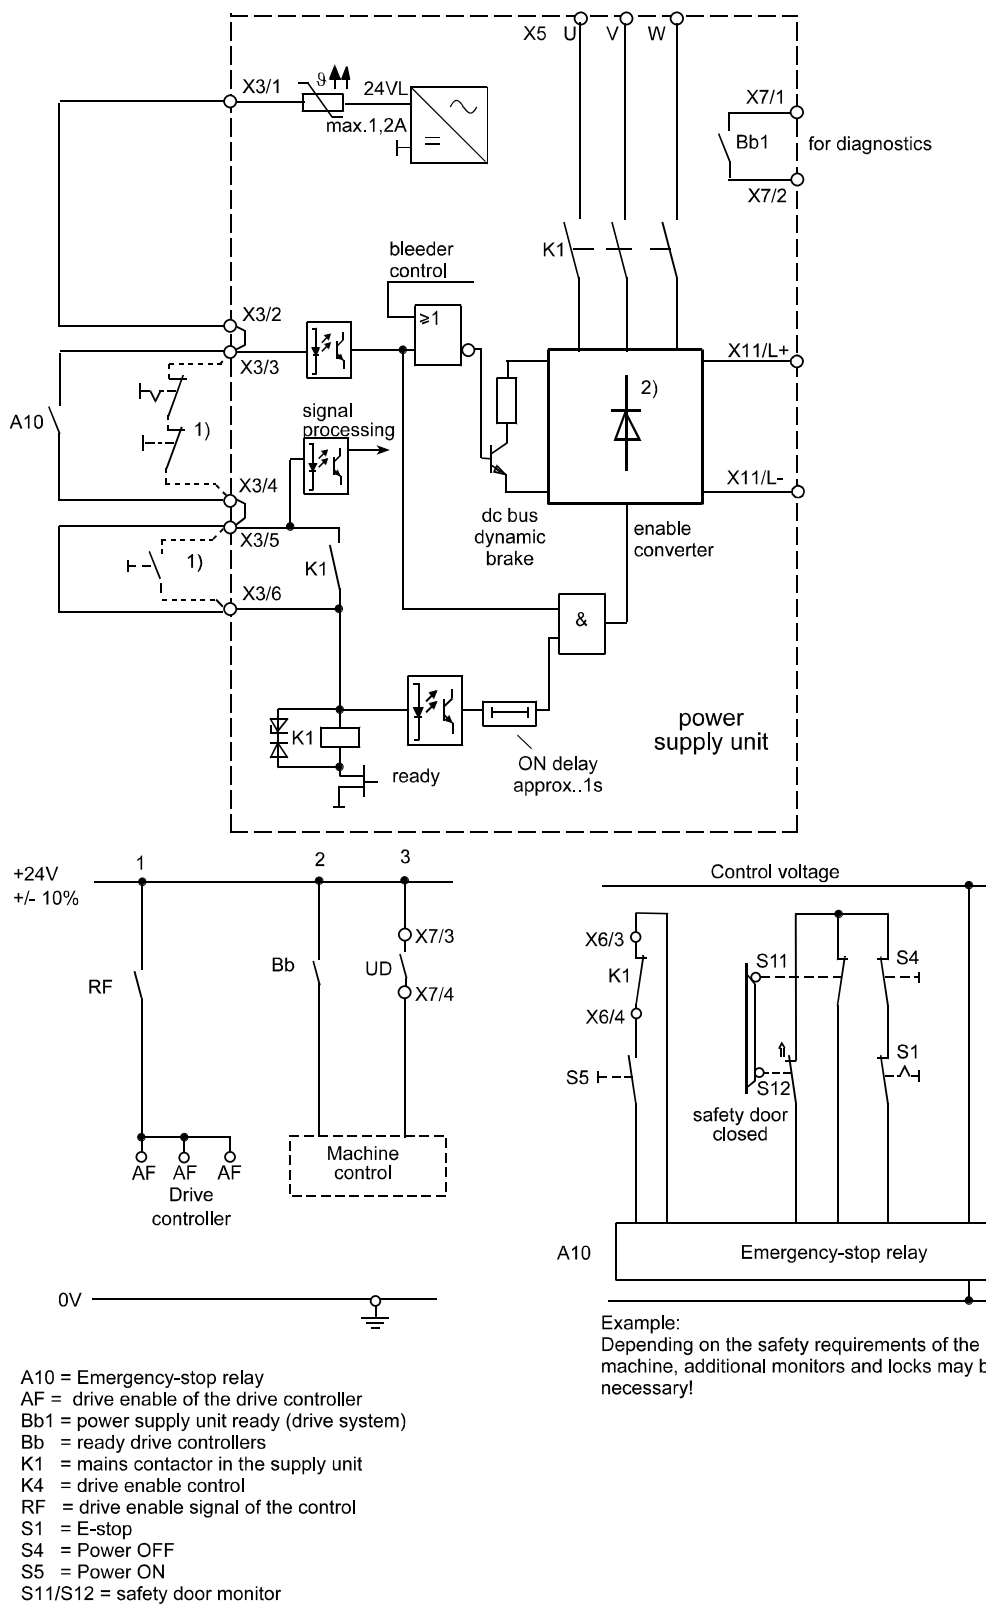 X5 U V W
X3/1
ϑ
24VL
max.1,2A
X7/1
Bb1
for diagnostics
X7/2
K1
bleeder
control
X3/2
≥1
X3/3
X11/L+
2)
A10
1)
signal
processing
X3/4
X11/L-
dc bus
dynamic
brake
enable
converter
X3/5
1)
K1
X3/6
&
K1
power
supply unit
ON delay
approx..1s
ready
+24V
+/- 10%
1
2
3
Control voltage
X7/3
X6/3
Bb
UD
RF
X7/4
K1
S11
S4
X6/4
S5
S12
S1
safety door
closed
Machine
control
AF
AF
AF
Drive
controller
A10
Emergency-stop relay
0V
Example:
Depending on the safety requirements of the
machine, additional monitors and locks may b
necessary!
A10 = Emergency-stop relay
AF = drive enable of the drive controller
Bb1 = power supply unit ready (drive system)
Bb = ready drive controllers
K1 = mains contactor in the supply unit
K4 = drive enable control
RF = drive enable signal of the control
S1 = E-stop
S4 = Power OFF
S5 = Power ON
S11/S12 = safety door monitor